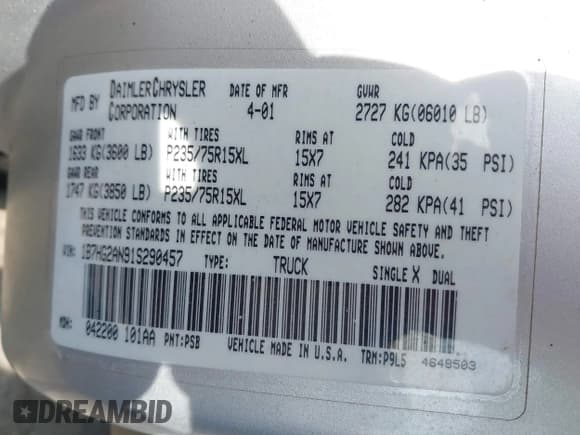 MFD BY DAIMLERCHRYSLER CORPORATION DATE OF MFR 4-01 GVWR 2727 KG(06010 LB)
GAWR FRONT WITH TIRES RIMS AT COLD
1633 KG(3600 LB) P235/75R15XL 15X7 241 KPA(35 PSI)
GAWR REAR WITH TIRES RIMS AT COLD
1747 KG(3850 LB) P235/75R15XL 15X7 282 KPA(41 PSI)
THIS VEHICLE CONFORMS TO ALL APPLICABLE FEDERAL MOTOR VEHICLE SAFETY AND THEFT
PREVENTION STANDARDS IN EFFECT ON THE DATE OF MANUFACTURE SHOWN ABOVE.
VIN: 1B7HG2AN91S290457 TYPE: TRUCK SINGLE X DUAL
MDH: 042200 101AA PNT:PSB VEHICLE MADE IN U.S.A. TRM:P9L5 4648503
DREAMBID